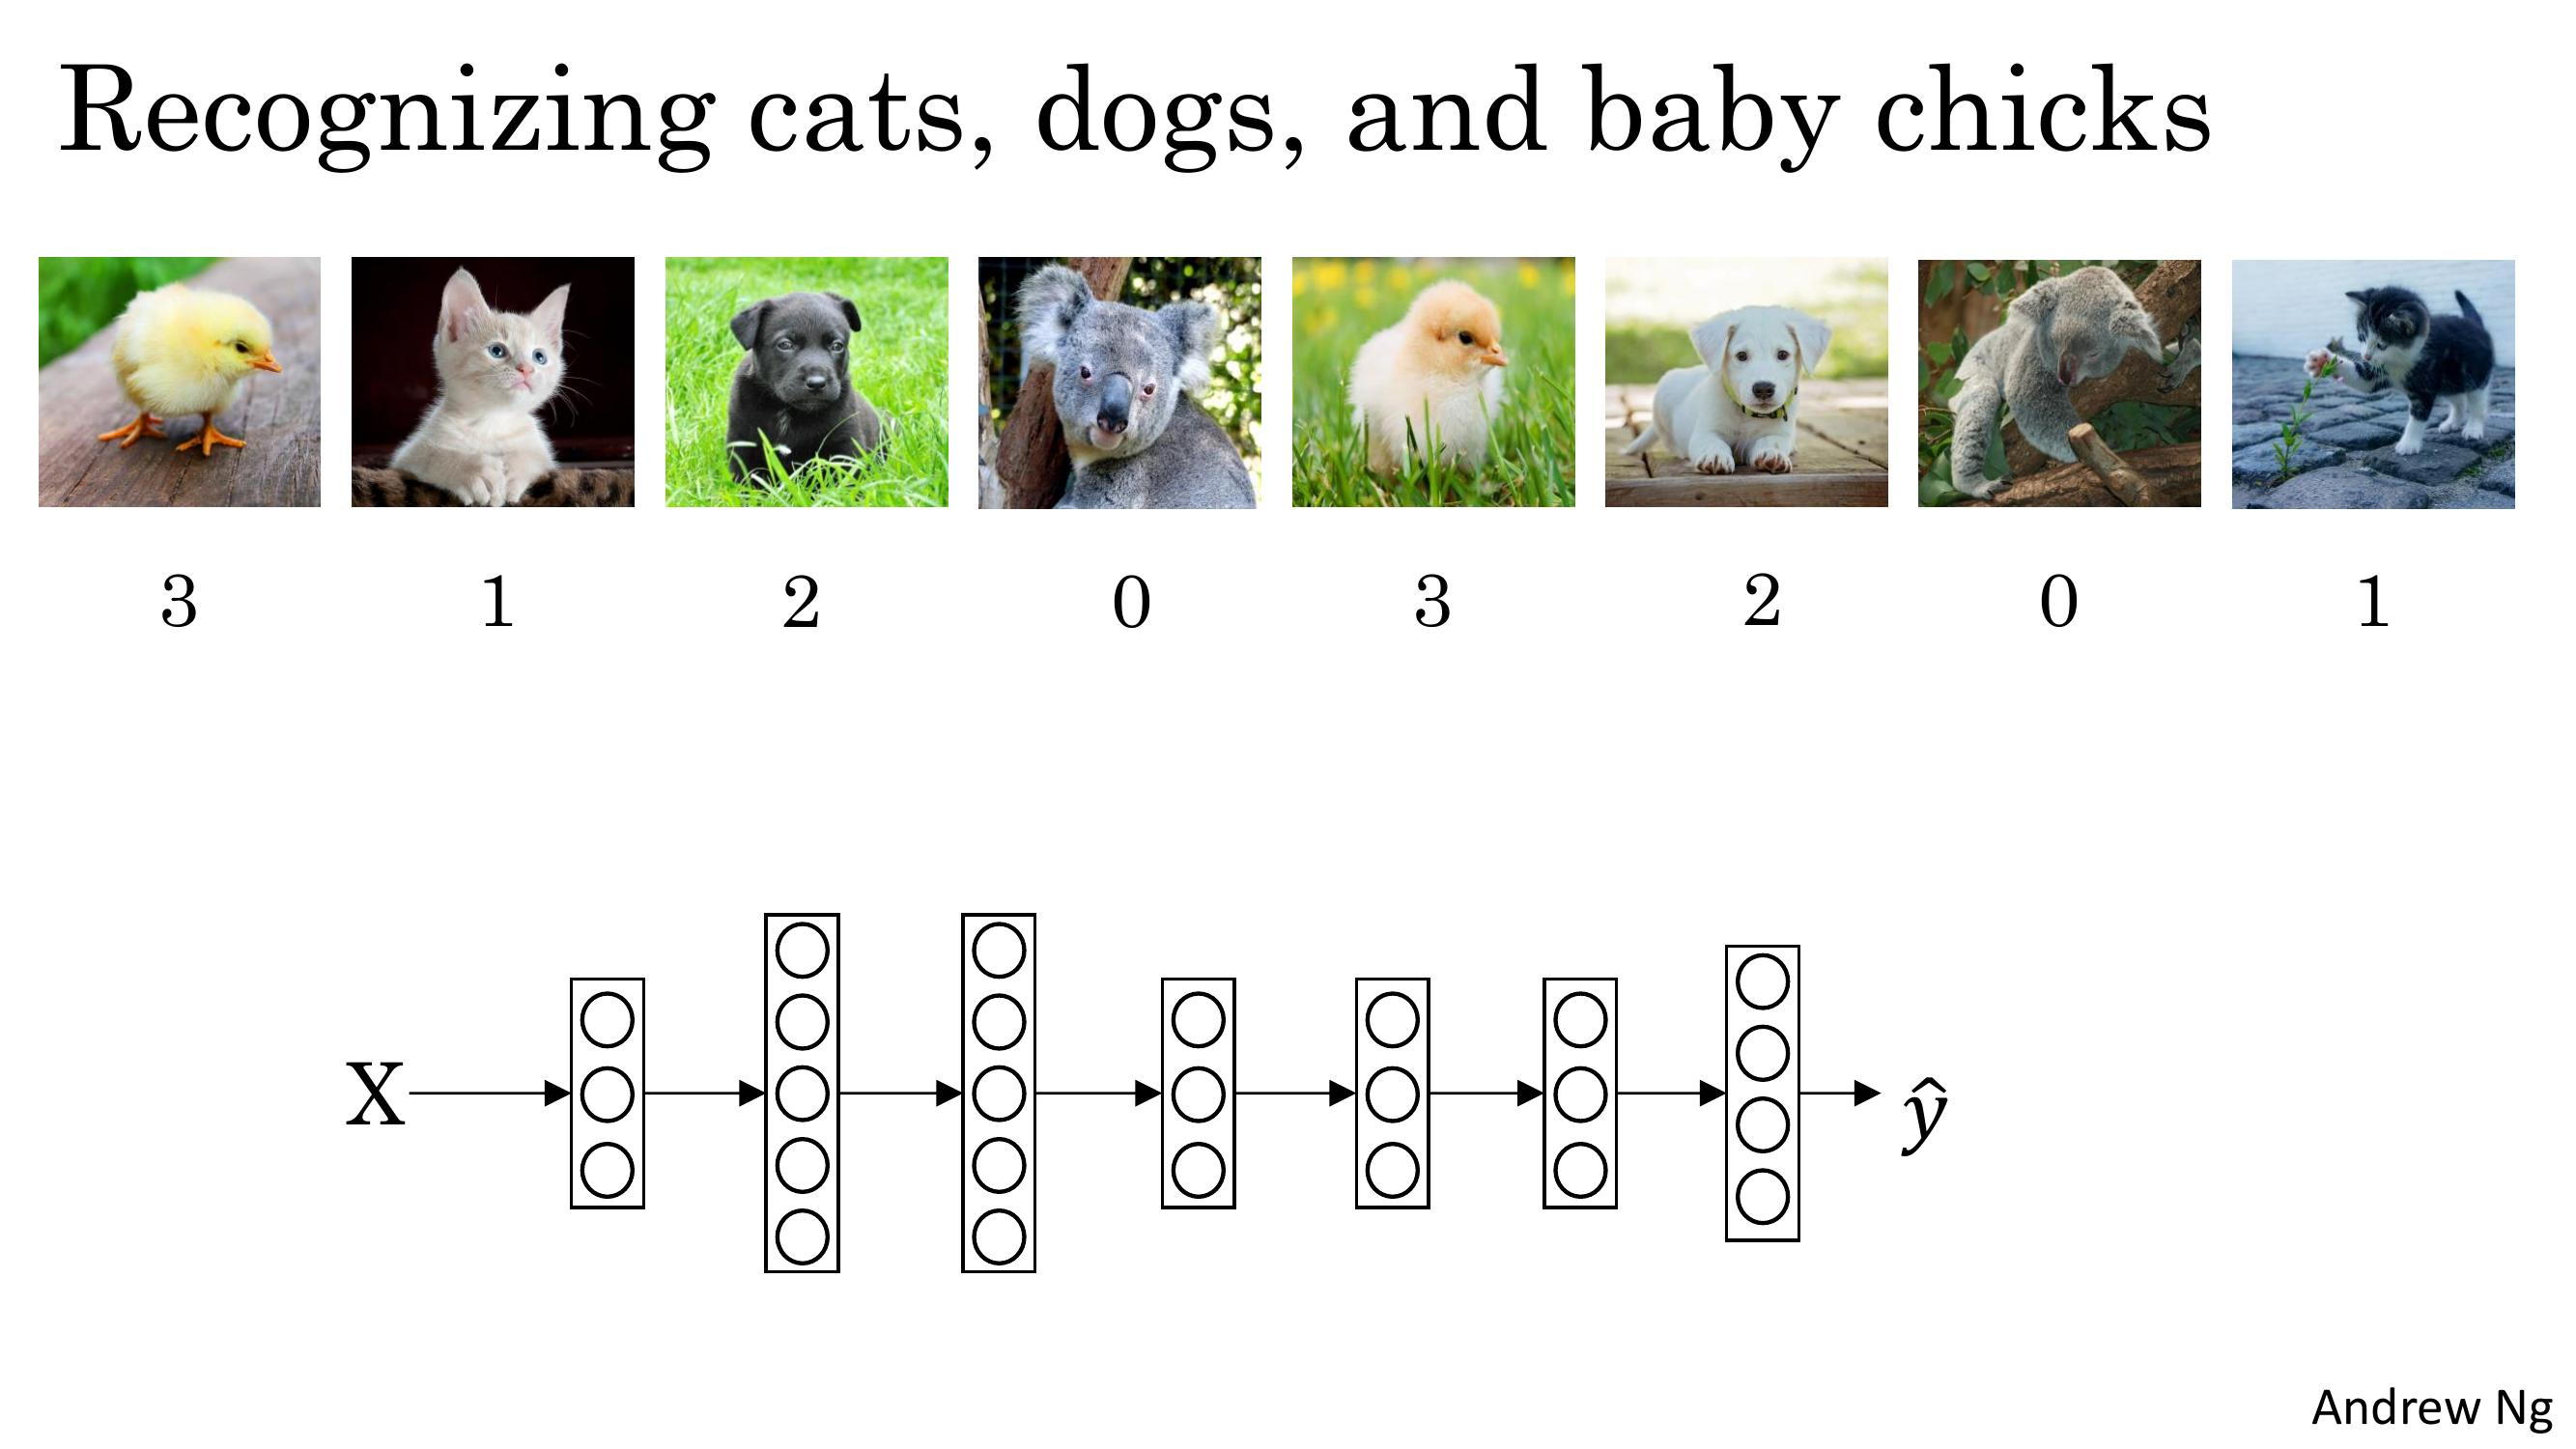 Recognizing cats, dogs, and baby chicks
3 1 2 0 3 2 0 1
X ŷ
Andrew Ng